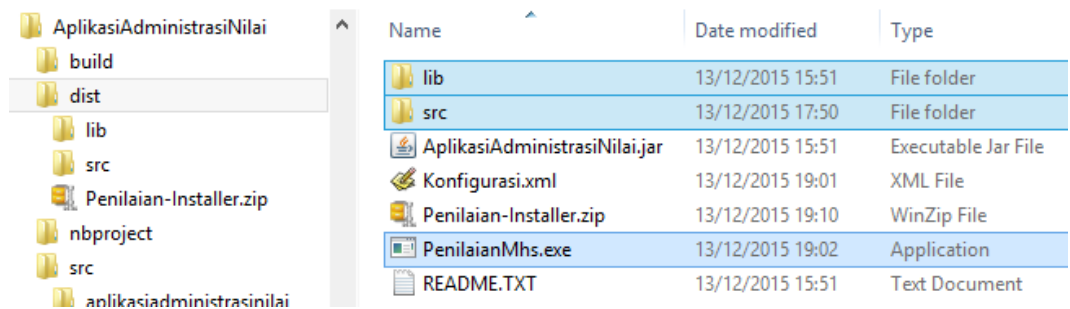 AplikasiAdministrasiNilai
build
dist
lib
src
Penilaian-Installer.zip
nbproject
src
aplikasiadministrasinilai
Name Date modified Type
lib 13/12/2015 15:51 File folder
src 13/12/2015 17:50 File folder
AplikasiAdministrasiNilai.jar 13/12/2015 15:51 Executable Jar File
Konfigurasi.xml 13/12/2015 19:01 XML File
Penilaian-Installer.zip 13/12/2015 19:10 WinZip File
PenilaianMhs.exe 13/12/2015 19:02 Application
README.TXT 13/12/2015 15:51 Text Document